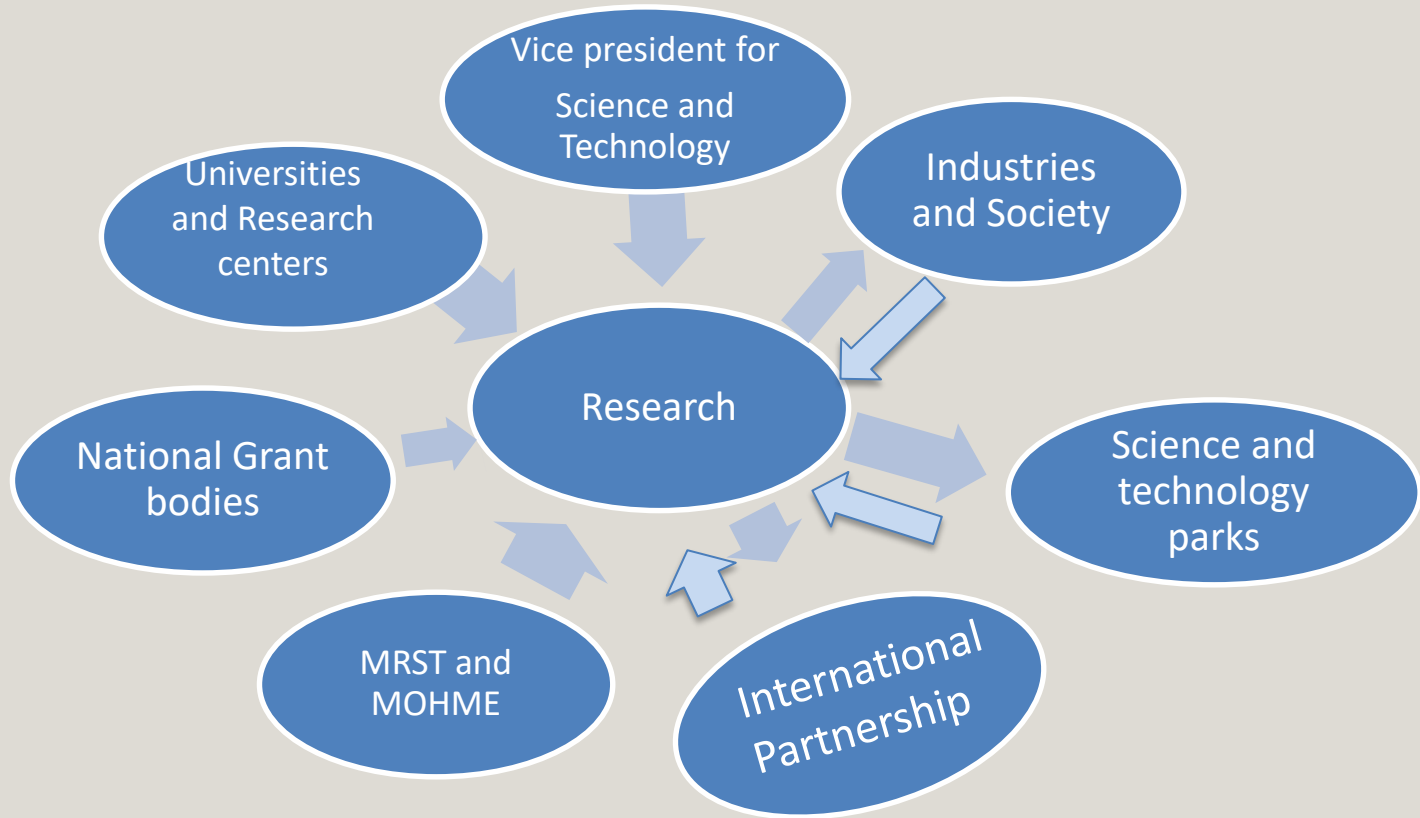 Vice president for
Science and
Technology
Industries
and Society
Universities
and Research
centers
Research
National Grant
bodies
Science and
technology
parks
MRST and
MOHME
International
Partnership